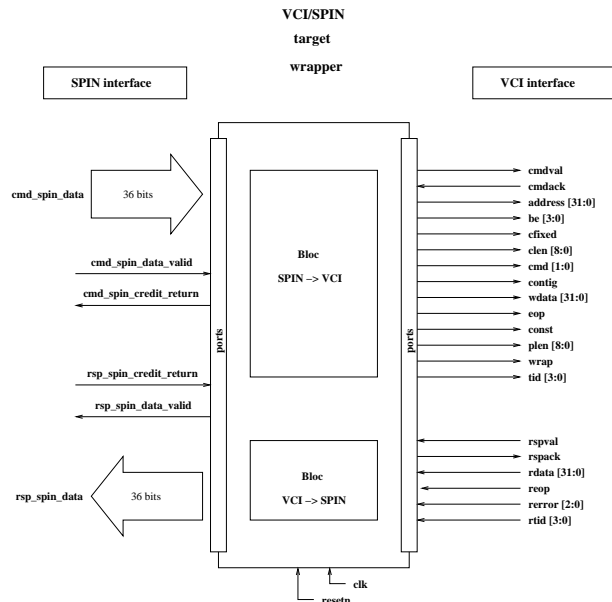 VCI/SPIN
target
wrapper
SPIN interface
VCI interface
cmd_spin_data
36 bits
cmd_spin_data_valid
cmd_spin_credit_return
rsp_spin_credit_return
rsp_spin_data_valid
rsp_spin_data
36 bits
ports
Bloc
SPIN –> VCI
Bloc
VCI –> SPIN
ports
cmdval
cmdack
address [31:0]
be [3:0]
cfixed
clen [8:0]
cmd [1:0]
contig
wdata [31:0]
eop
const
plen [8:0]
wrap
tid [3:0]
rspval
rspack
rdata [31:0]
reop
rerror [2:0]
rtid [3:0]
clk
resetn